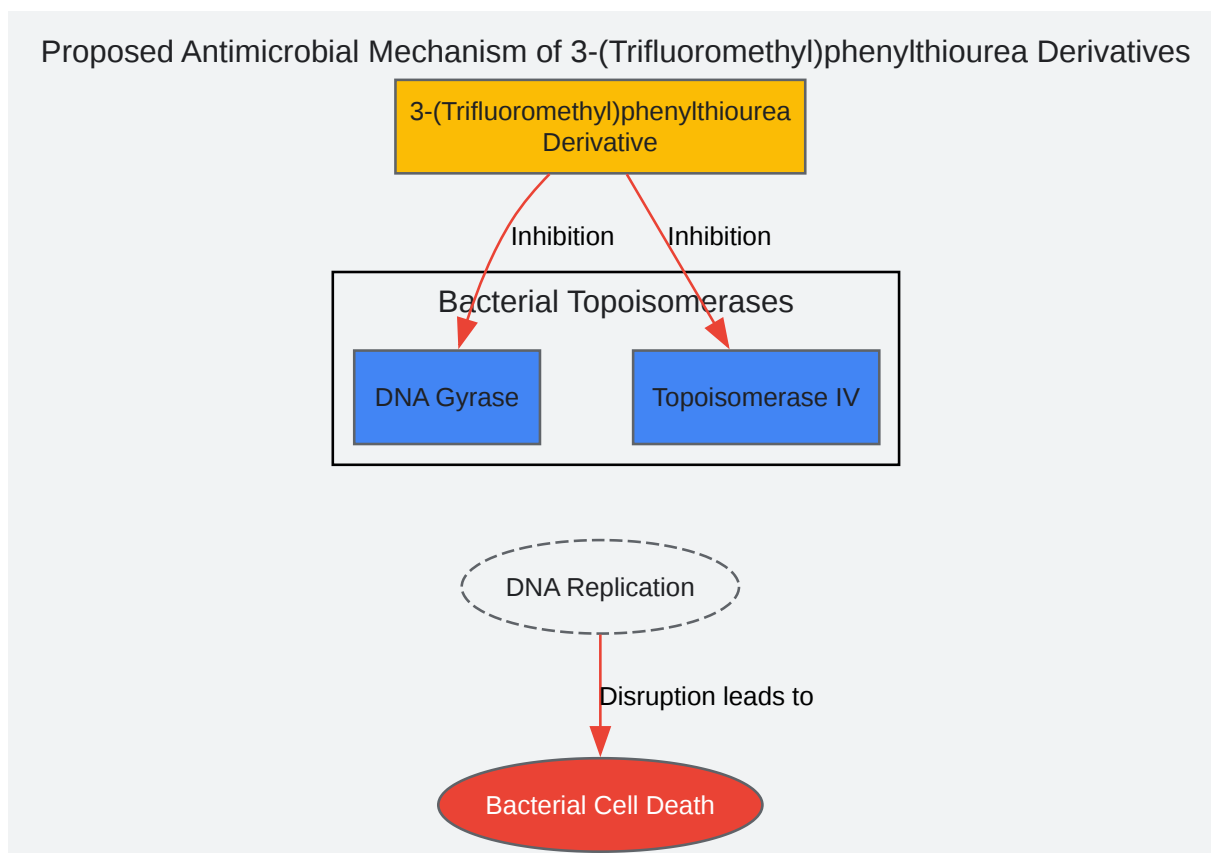 Proposed Antimicrobial Mechanism of 3-(Trifluoromethyl)phenylthiourea Derivatives
3-(Trifluoromethyl)phenylthiourea
Derivative
Inhibition
Inhibition
Bacterial Topoisomerases
DNA Gyrase
Topoisomerase IV
DNA Replication
Disruption leads to
Bacterial Cell Death